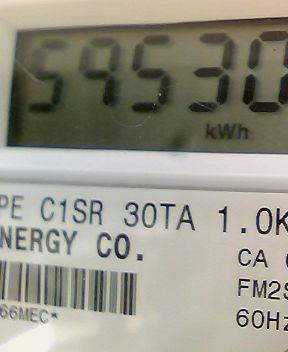 59530
kWh
PE C1SR 30TA 1.0K
NERGY CO.
CA
FM2S
66MEC*
60Hz